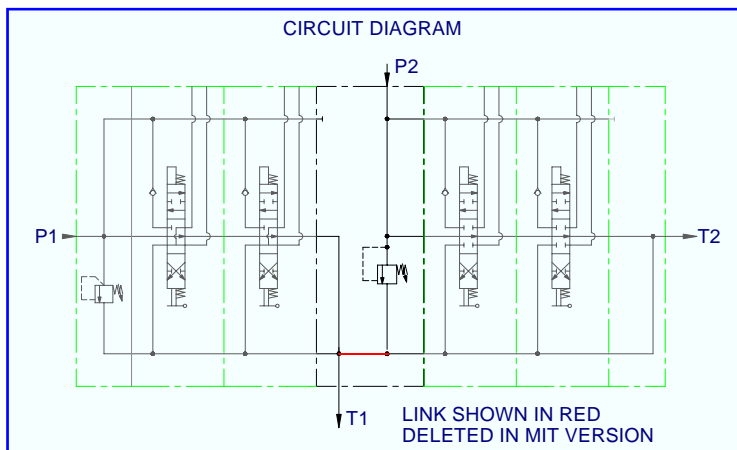 CIRCUIT DIAGRAM
P2
P1
T2
T1
LINK SHOWN IN RED
DELETED IN MIT VERSION